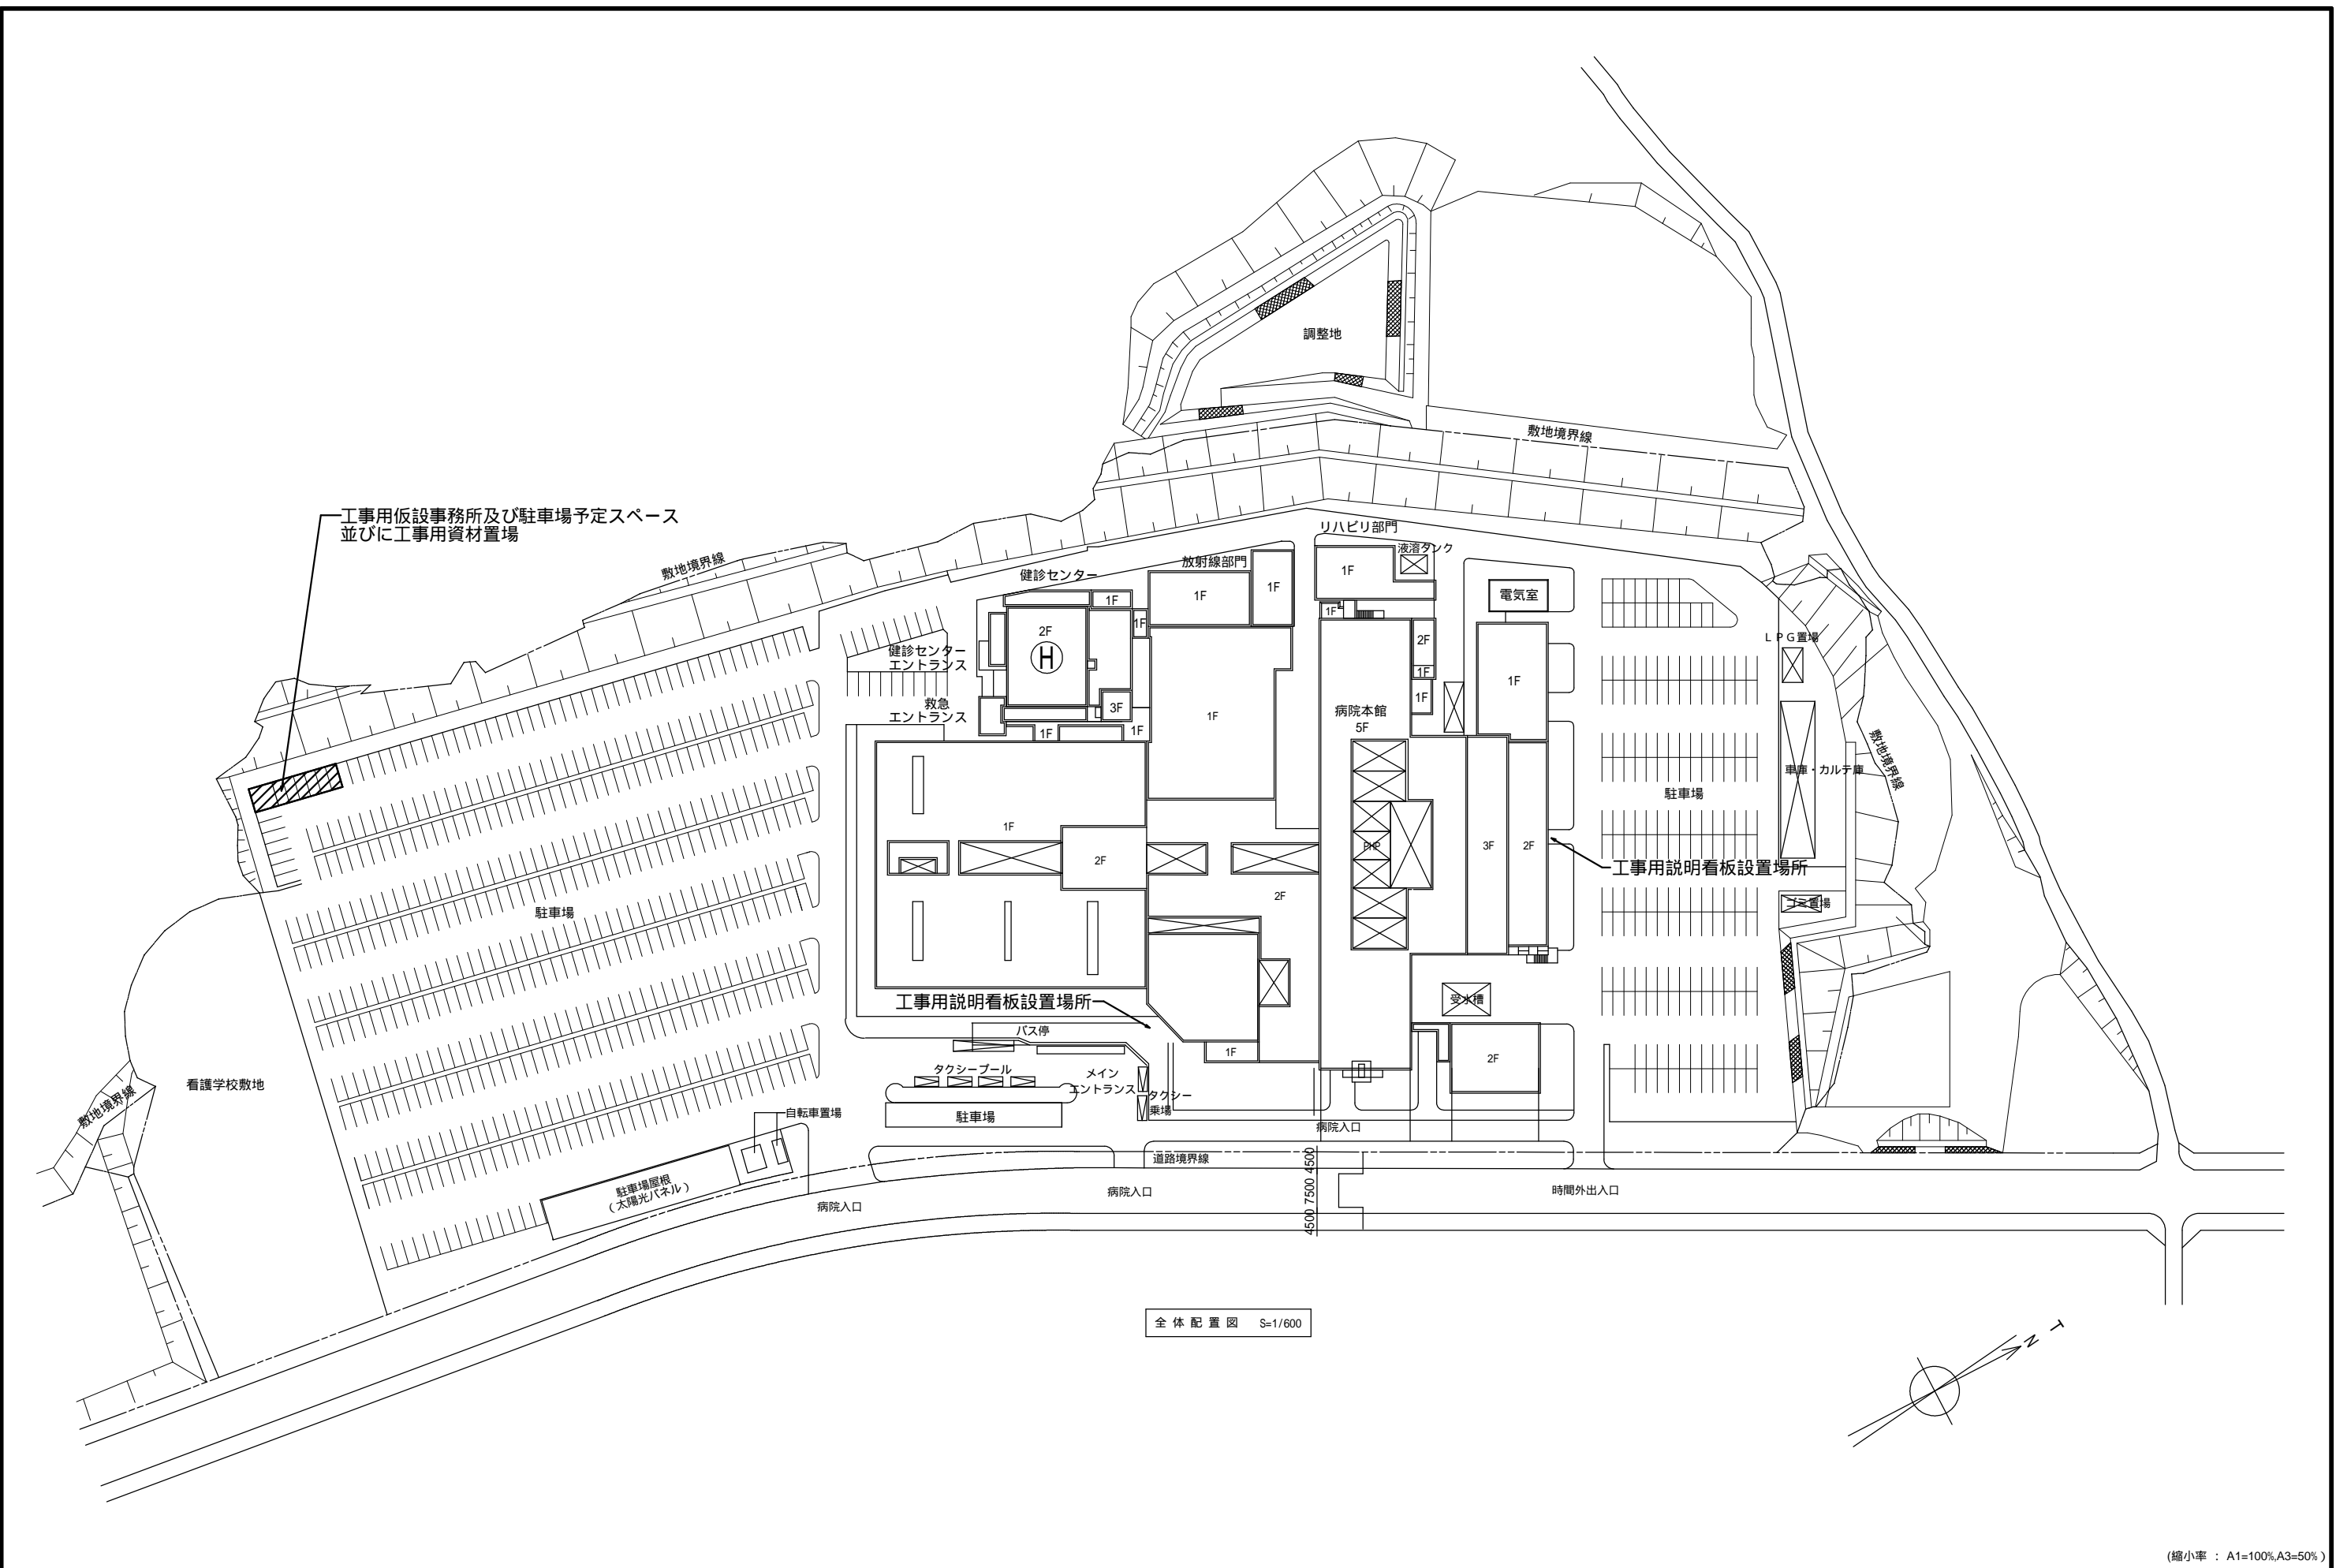 調整地
敷地境界線
工事用仮設事務所及び駐車場予定スペース
並びに工事用資材置場
敷地境界線
リハビリ部門
液溶タンク
放射線部門
健診センター
1F
1F
1F
1F
電気室
1F
1F
2F
H
2F
LPG置場
健診センター
エントランス
1F
1F
1F
救急
エントランス
3F
1F
病院本館
5F
1F
1F
敷地境界線
車庫・カルテ庫
駐車場
1F
2F
PHP
3F
2F
工事用説明看板設置場所
2F
ゴミ置場
駐車場
工事用説明看板設置場所
受水槽
バス停
1F
2F
タクシープール
メイン
エントランス
タクシー
乗場
看護学校敷地
敷地境界線
自転車置場
駐車場
病院入口
道路境界線
駐車場屋根
(太陽光パネル)
病院入口
病院入口
4500 7500 4500
時間外出入口
全体配置図 S=1/600
N
T
(縮小率 : A1=100%,A3=50%)